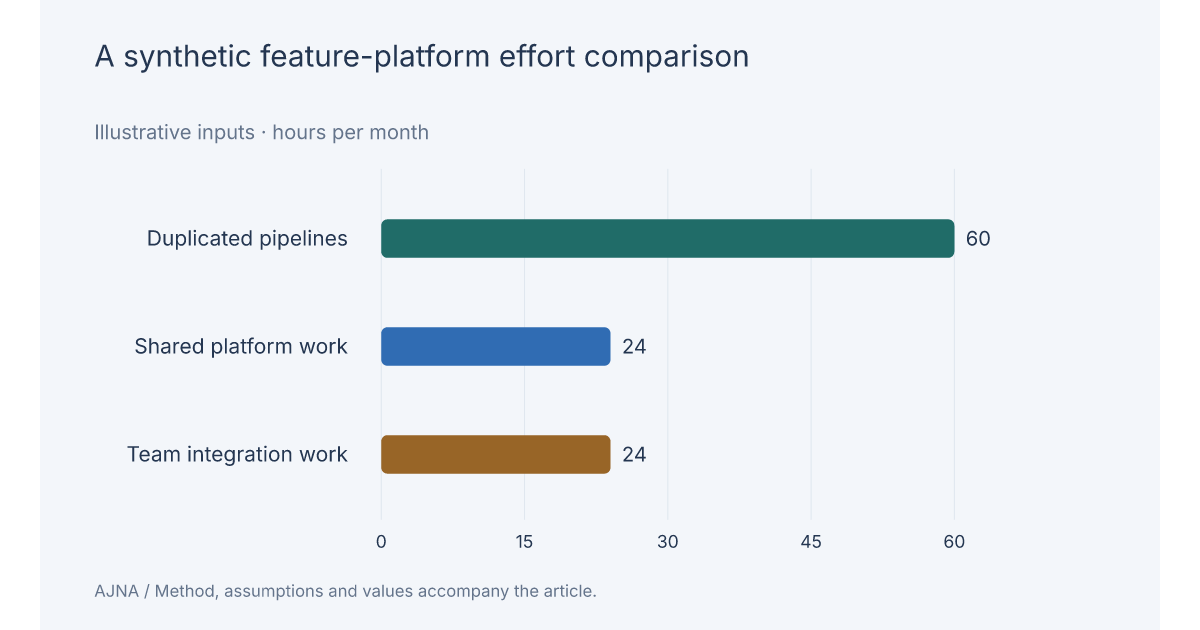 A synthetic feature-platform effort comparison
Illustrative inputs · hours per month
Duplicated pipelines 60
Shared platform work 24
Team integration work 24
0 15 30 45 60
AJNA / Method, assumptions and values accompany the article.